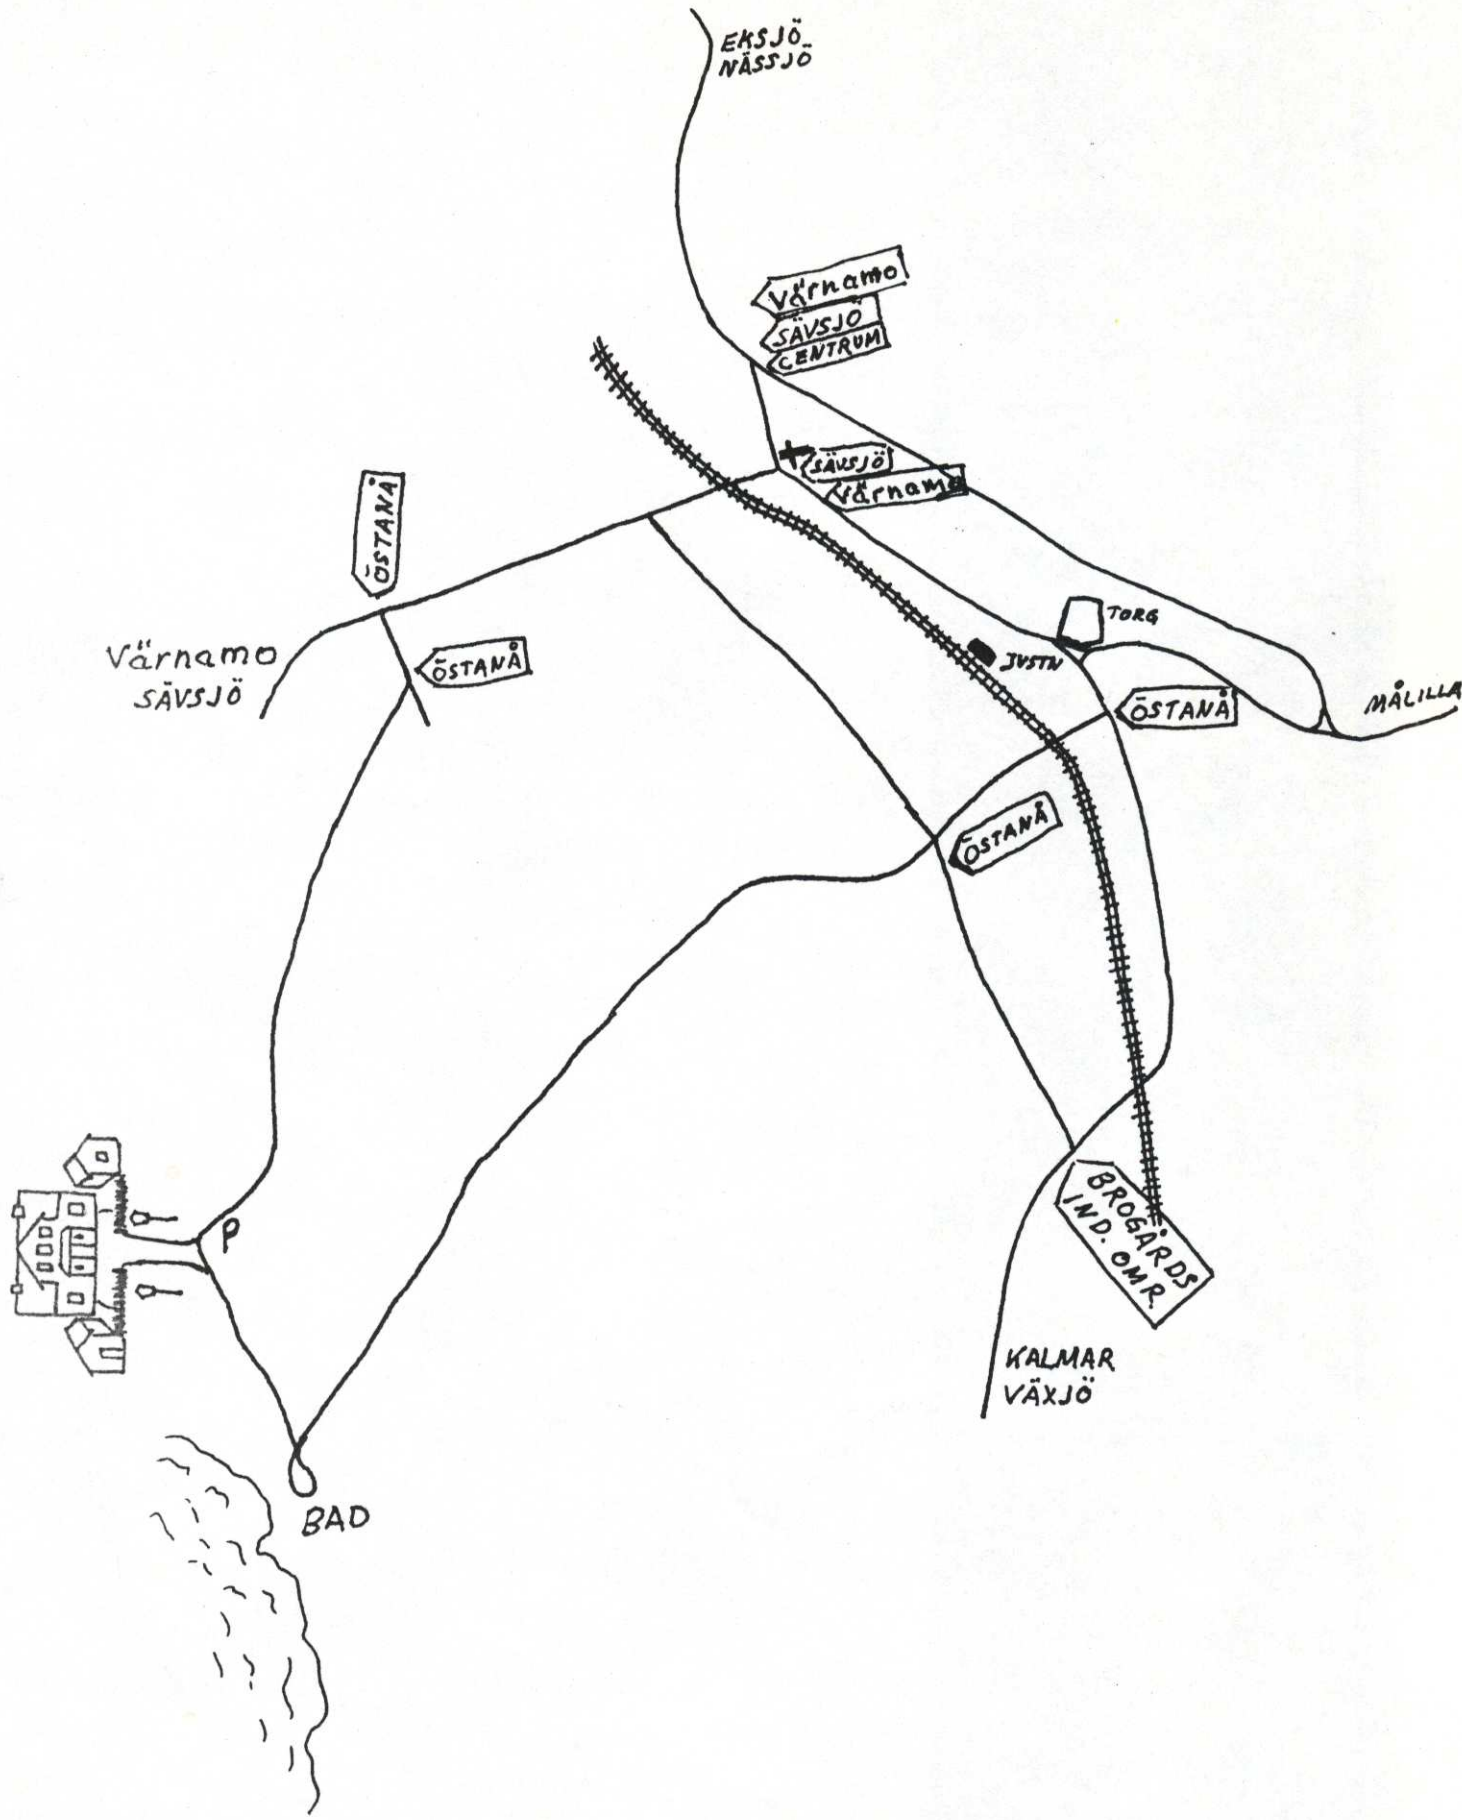 EKSJÖ
NÄSSJÖ
Värnamo
SÄVSJÖ
CENTRUM
SÄVSJÖ
Värnamo
ÖSTANÅ
TORG
JVSTN
Värnamo
SÄVSJÖ
ÖSTANÅ
ÖSTANÅ
MÅLILLA
ÖSTANÅ
BROGÅRDS
IND. OMR.
P
KALMAR
VÄXJÖ
BAD